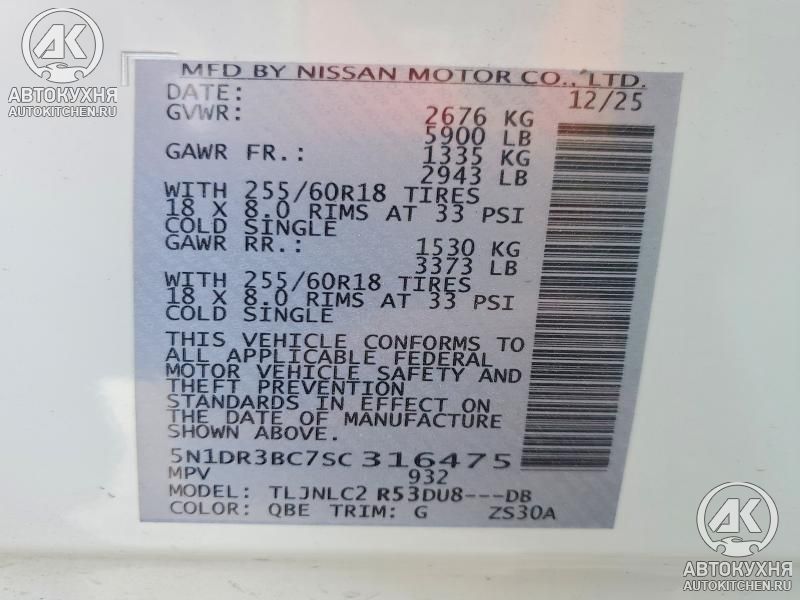 AK
АВТОКУХНЯ
AUTOKITCHEN.RU
MFD BY NISSAN MOTOR CO., LTD.
DATE: 12/25
GVWR: 2676 KG
5900 LB
GAWR FR.: 1335 KG
2943 LB
WITH 255/60R18 TIRES
18 X 8.0 RIMS AT 33 PSI
COLD SINGLE
GAWR RR.: 1530 KG
3373 LB
WITH 255/60R18 TIRES
18 X 8.0 RIMS AT 33 PSI
COLD SINGLE
THIS VEHICLE CONFORMS TO
ALL APPLICABLE FEDERAL
MOTOR VEHICLE SAFETY AND
THEFT PREVENTION
STANDARDS IN EFFECT ON
THE DATE OF MANUFACTURE
SHOWN ABOVE.
5N1DR3BC7SC316475
MPV 932
MODEL: TLJNLC2 R53DU8---DB
COLOR: QBE TRIM: G ZS30A
AK
АВТОКУХНЯ
AUTOKITCHEN.RU